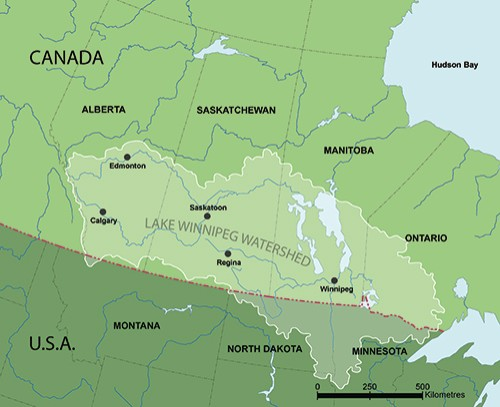 Hudson Bay
CANADA
ALBERTA
SASKATCHEWAN
MANITOBA
Edmonton
Saskatoon
Calgary
LAKE WINNIPEG WATERSHED
ONTARIO
Regina
Winnipeg
MONTANA
U.S.A.
NORTH DAKOTA
MINNESOTA
0 250 500
Kilometres